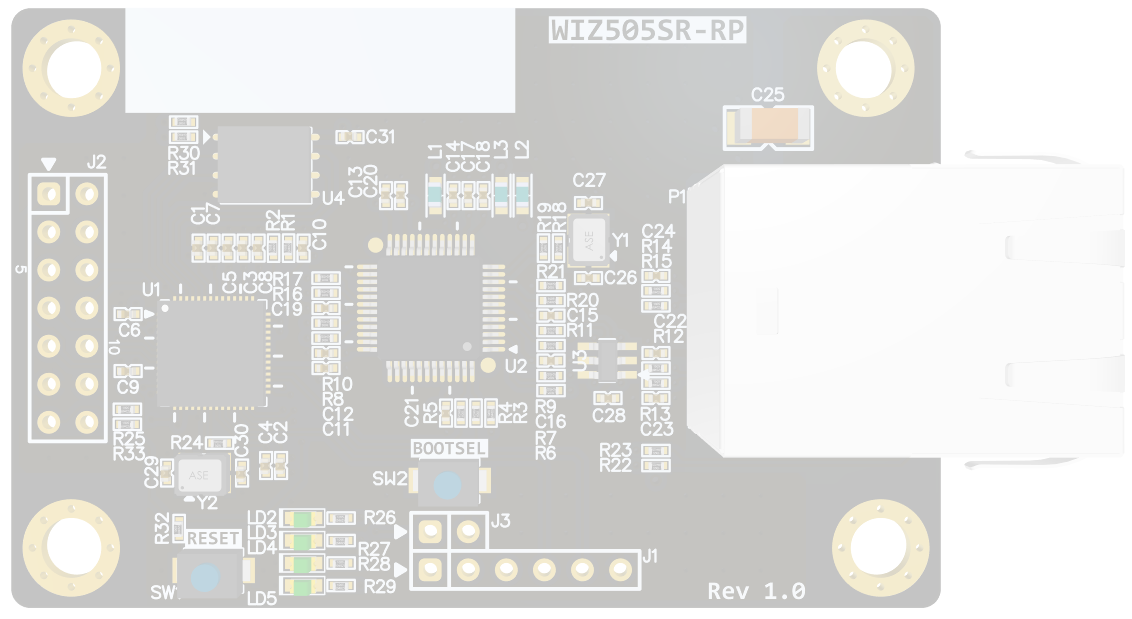 WIZ505SR-RP
C25
R30
R31
C31
U4
J2
5
10
C1
C7
R2
R1
C10
C13
C20
L1
C14
C17
C18
L3
L2
C27
R19
R18
Y1
C26
P1
C24
R14
R15
C5
C3
C8
R17
R16
C19
R21
R20
C15
R11
U1
C6
C9
R25
R33
R10
R8
C12
C11
U2
U3
C28
C22
R12
R13
C23
R9
C16
R7
R6
C21
R5
R4
R3
R24
C30
C4
C2
C29
ASE
ASE
Y2
R32
BOOTSEL
SW2
R23
R22
RESET
SW
LD2
LD3
LD4
LD5
R26
R27
R28
R29
J3
J1
Rev 1.0